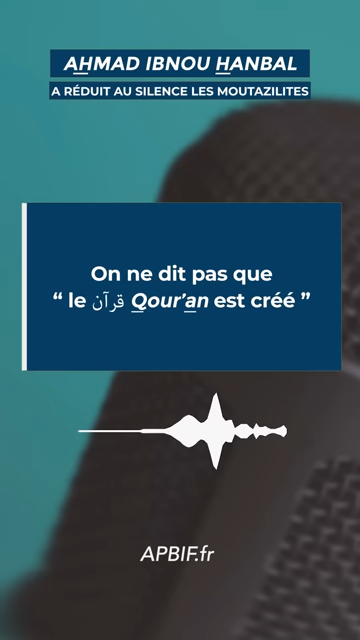 AHMAD IBNOU HANBAL
A RÉDUIT AU SILENCE LES MOUTAZILITES
On ne dit pas que
“ le قرآن Qour’an est créé ”
APBIF.fr